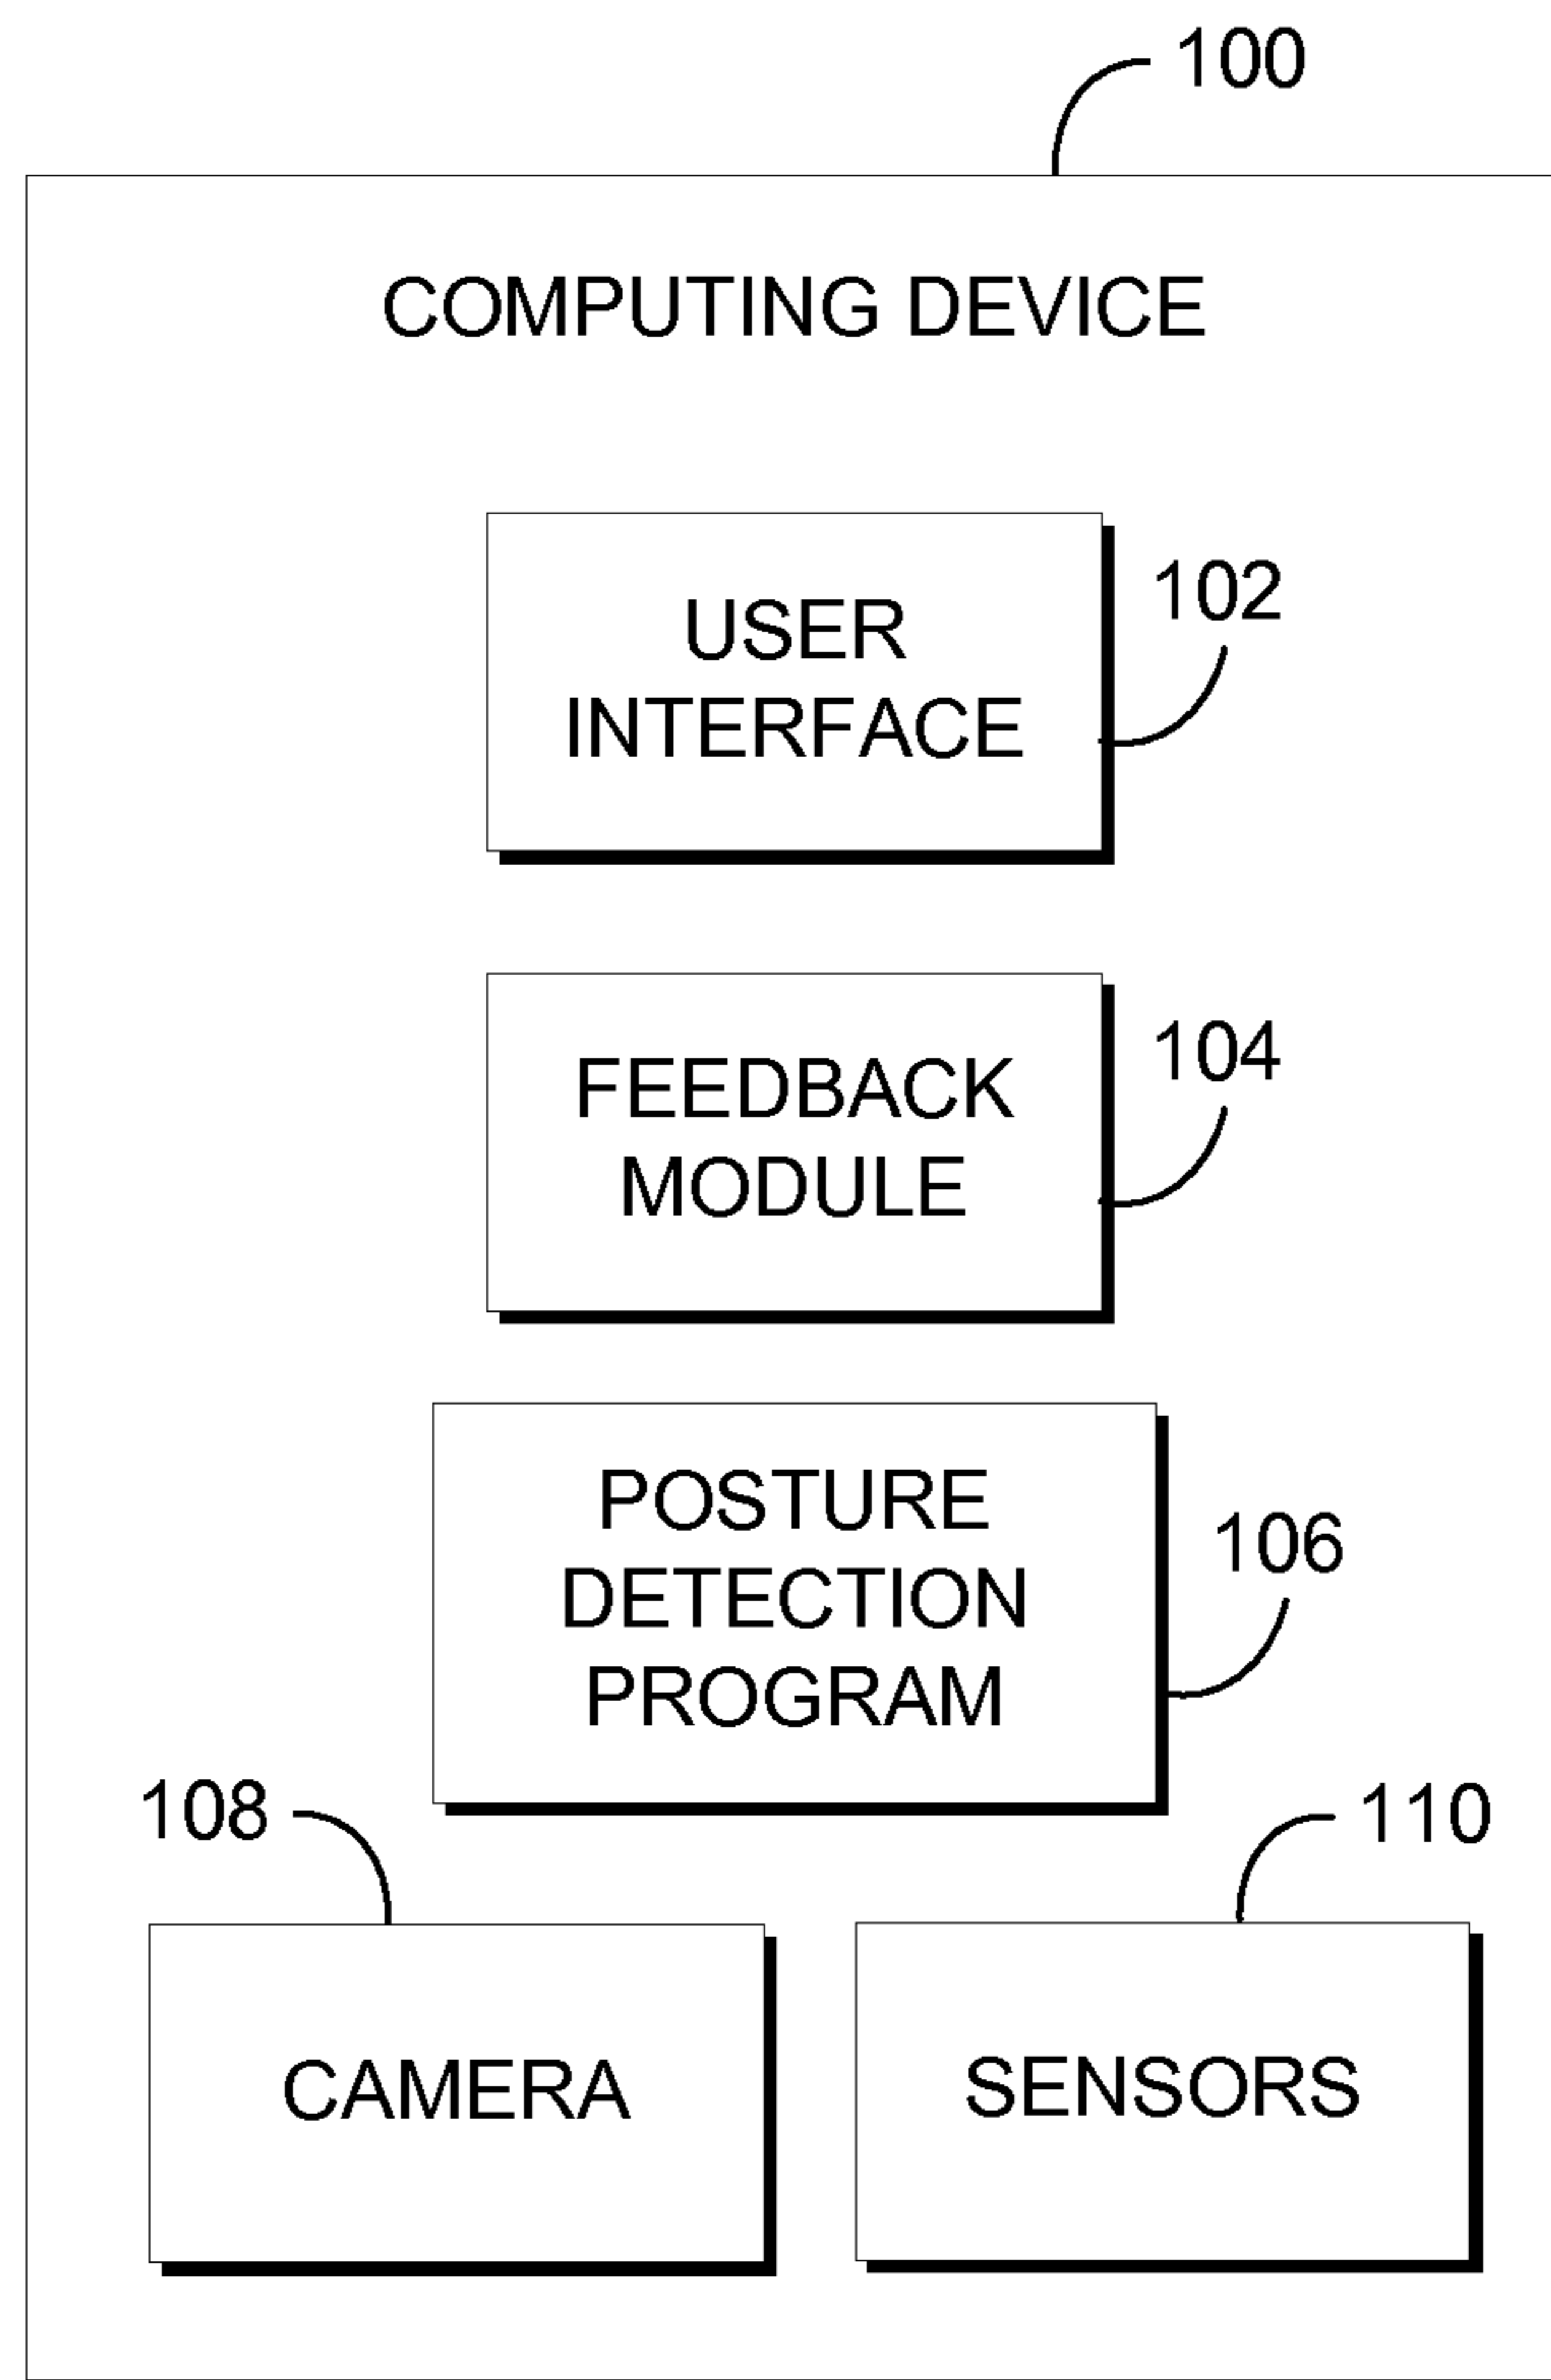 100
COMPUTING DEVICE
USER
INTERFACE
102
FEEDBACK
MODULE
104
POSTURE
DETECTION
PROGRAM
106
108
110
CAMERA
SENSORS